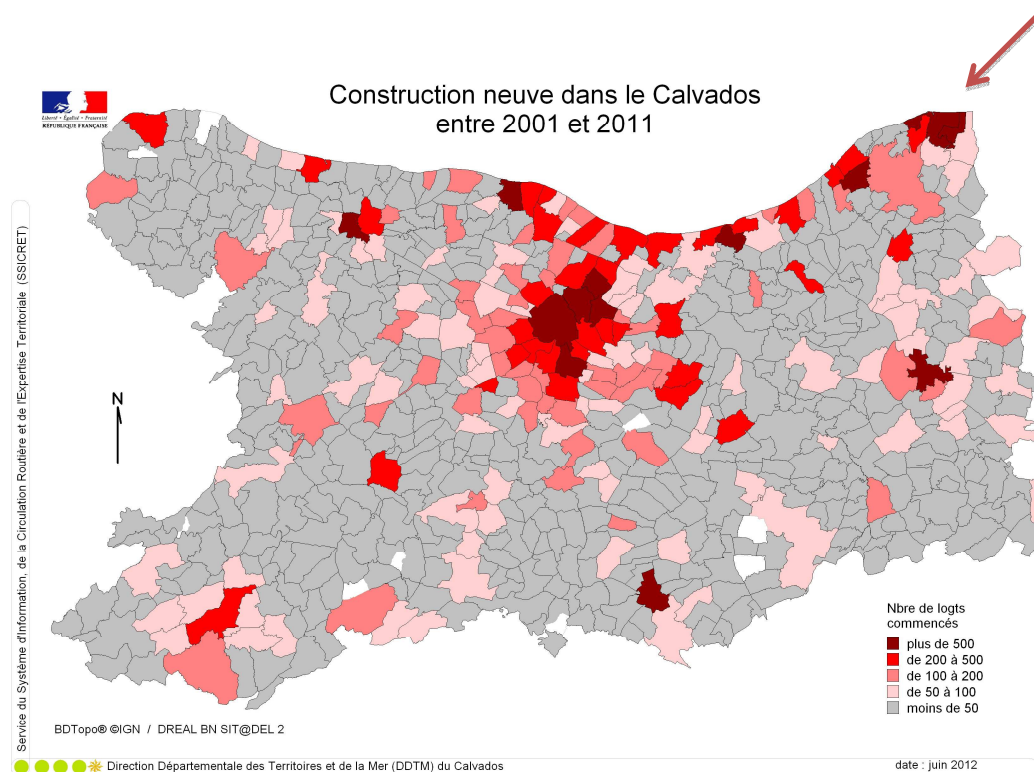 Construction neuve dans le Calvados
entre 2001 et 2011
Liberté • Égalité • Fraternité
RÉPUBLIQUE FRANÇAISE
Service du Système d'Information, de la Circulation Routière et de l'Expertise Territoriale (SSICRET)
N
Nbre de logts
commencés
plus de 500
de 200 à 500
de 100 à 200
de 50 à 100
moins de 50
BDTopo® ©IGN / DREAL BN SIT@DEL 2
Direction Départementale des Territoires et de la Mer (DDTM) du Calvados
date : juin 2012